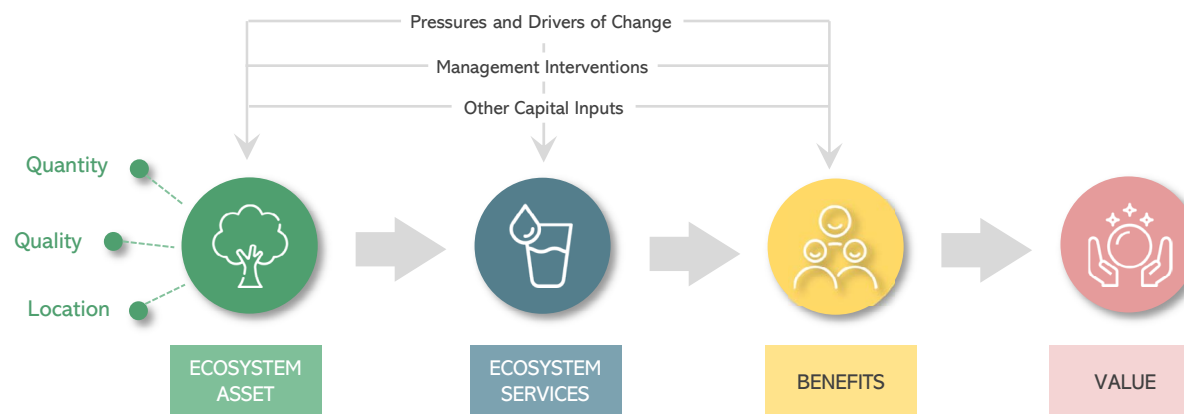 Pressures and Drivers of Change
Management Interventions
Other Capital Inputs
Quantity
Quality
Location
ECOSYSTEM
ASSET
ECOSYSTEM
SERVICES
BENEFITS
VALUE